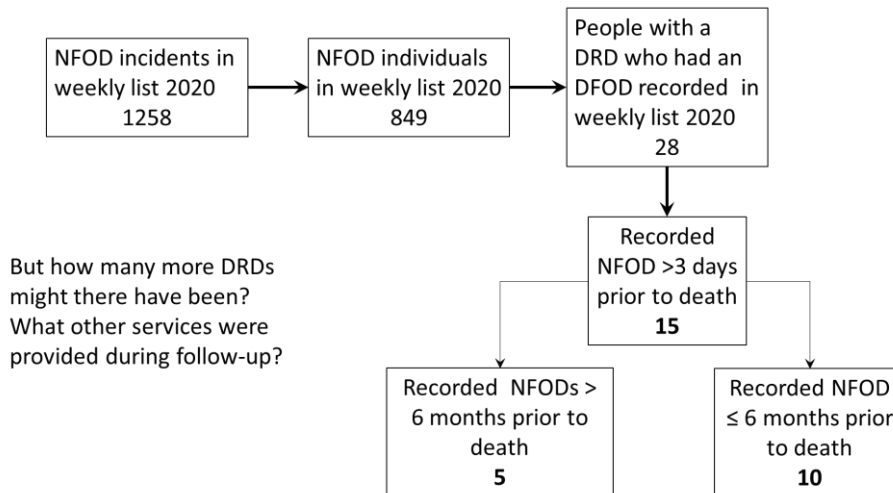 NFOD incidents in
weekly list 2020
1258
NFOD individuals
in weekly list 2020
849
People with a
DRD who had an
DFOD recorded in
weekly list 2020
28
Recorded
NFOD >3 days
prior to death
15
But how many more DRDs
might there have been?
What other services were
provided during follow-up?
Recorded NFODs >
6 months prior to
death
5
Recorded NFOD
≤ 6 months prior
to death
10